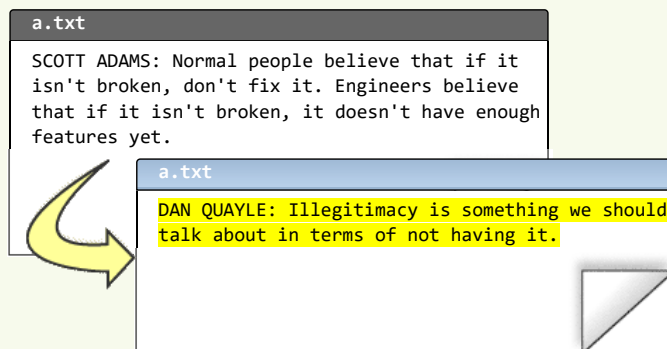 a.txt
SCOTT ADAMS: Normal people believe that if it
isn't broken, don't fix it. Engineers believe
that if it isn't broken, it doesn't have enough
features yet.
a.txt
DAN QUAYLE: Illegitimacy is something we should
talk about in terms of not having it.